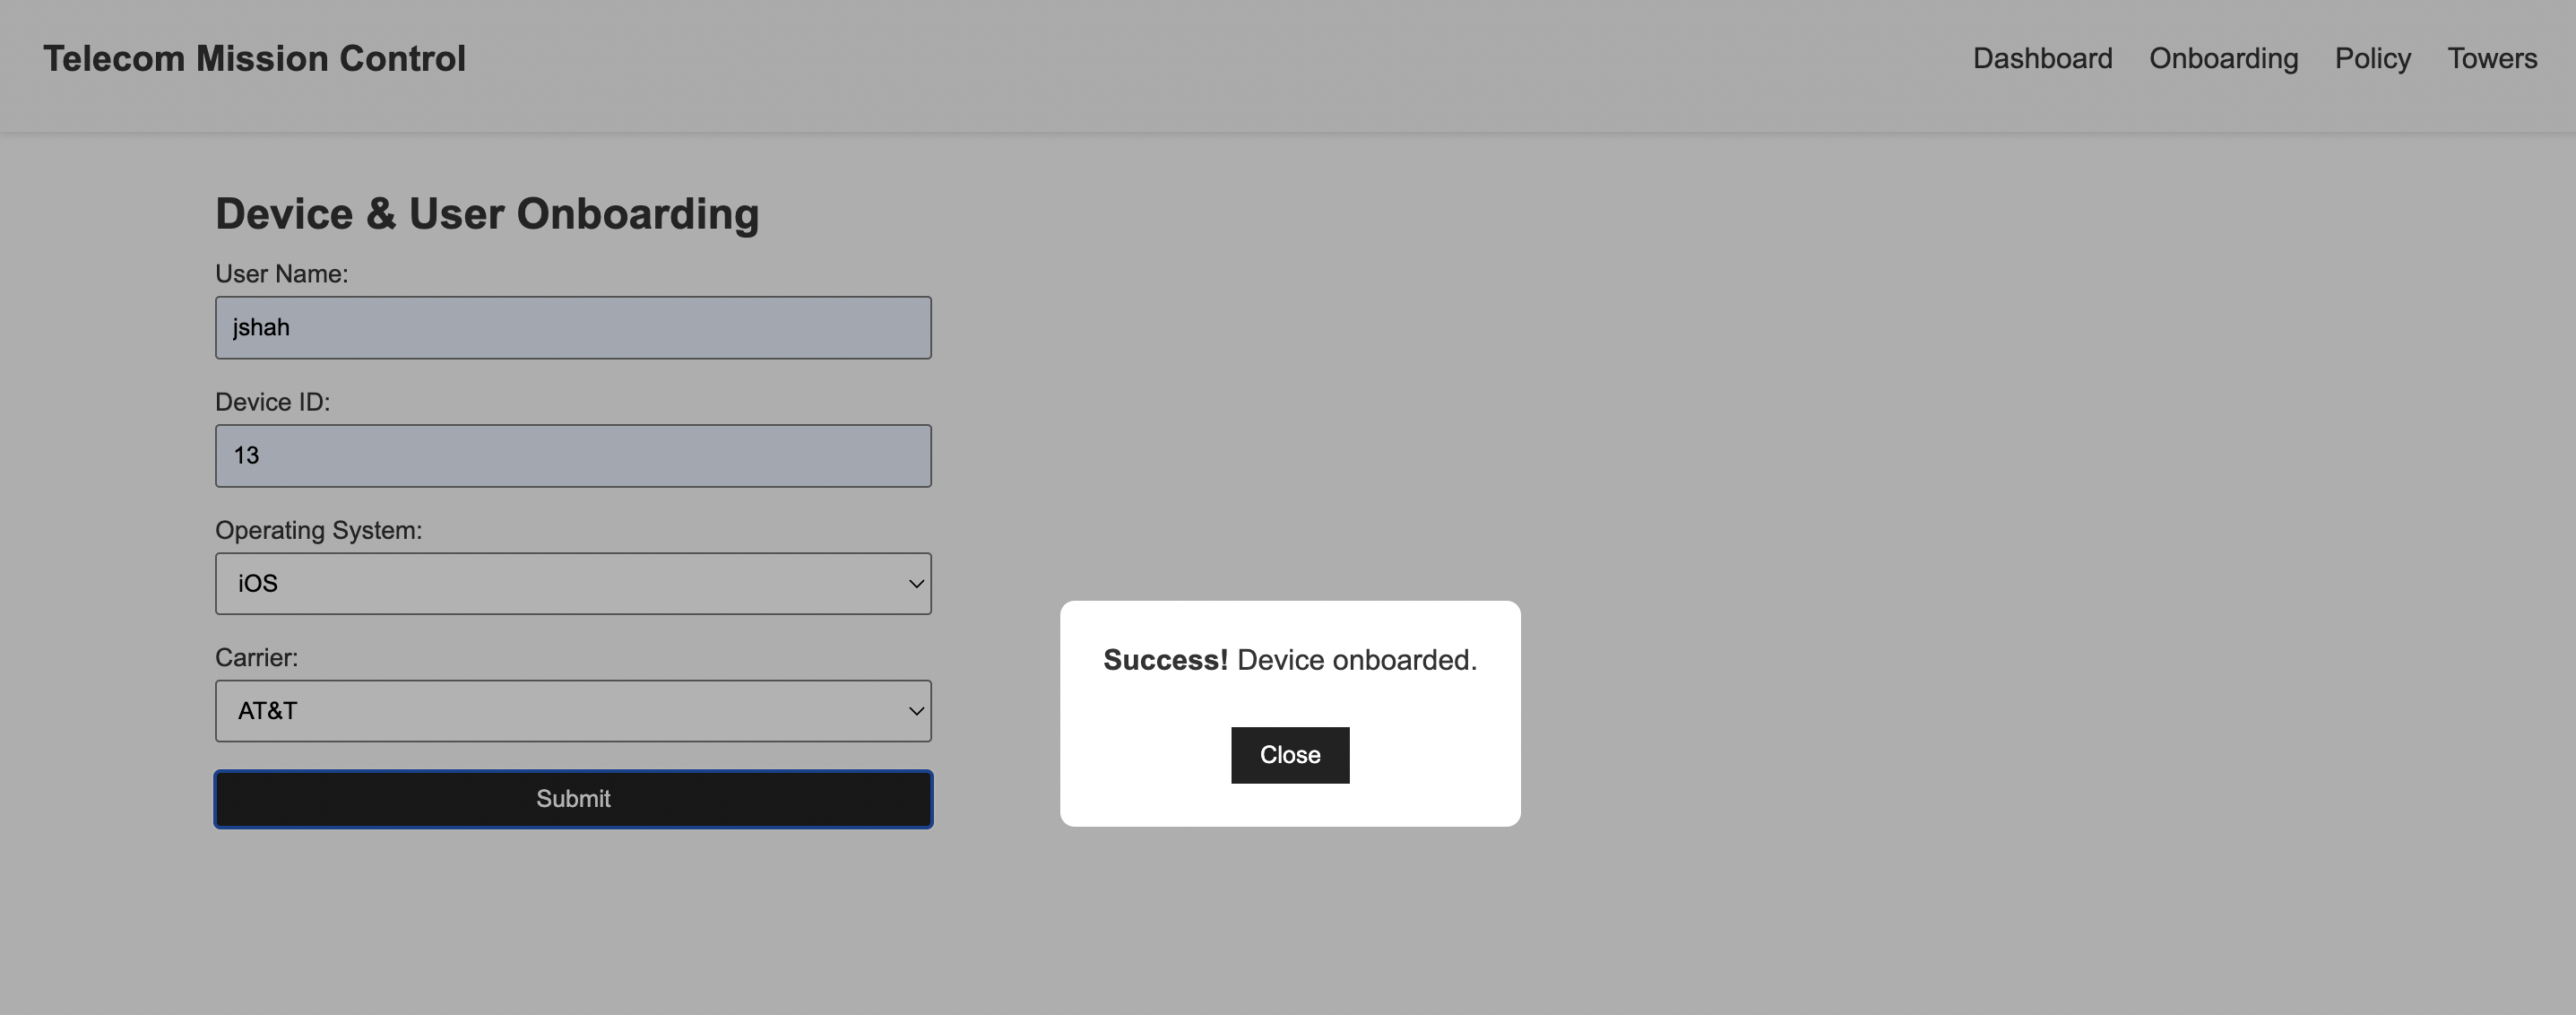 Telecom Mission Control
Dashboard Onboarding Policy Towers
Device & User Onboarding
User Name:
jshah
Device ID:
13
Operating System:
iOS
Carrier:
AT&T
Submit
Success! Device onboarded.
Close